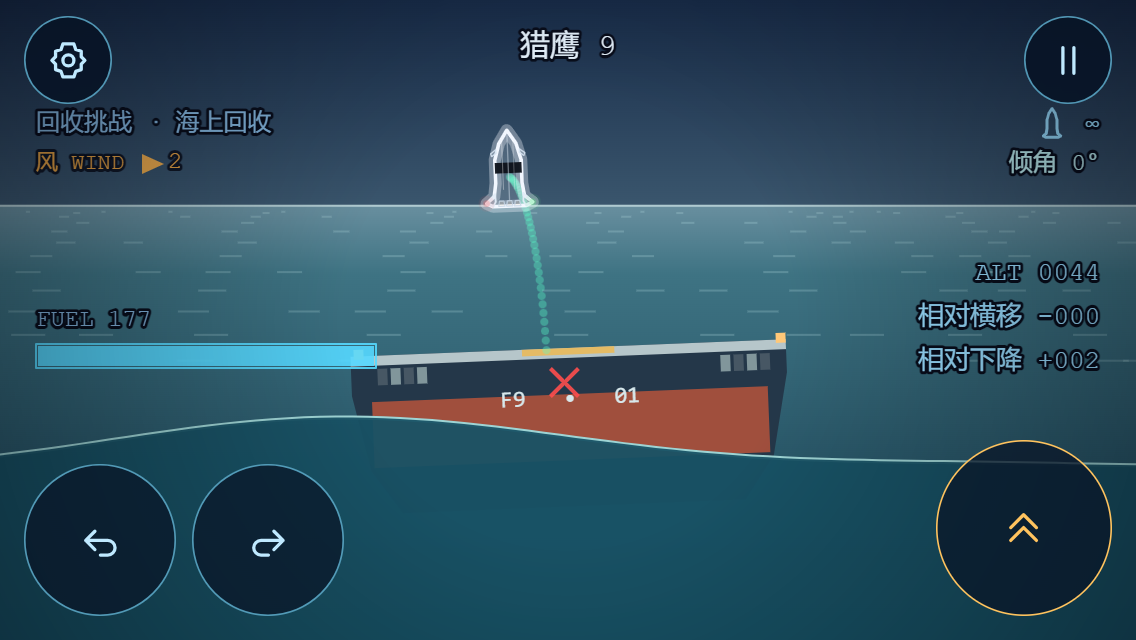 猎鹰 9
回收挑战 · 海上回收
∞
风 WIND ▶2
倾角 0°
ALT 0044
FUEL 177
相对横移 -000
相对下降 +002
F9 01